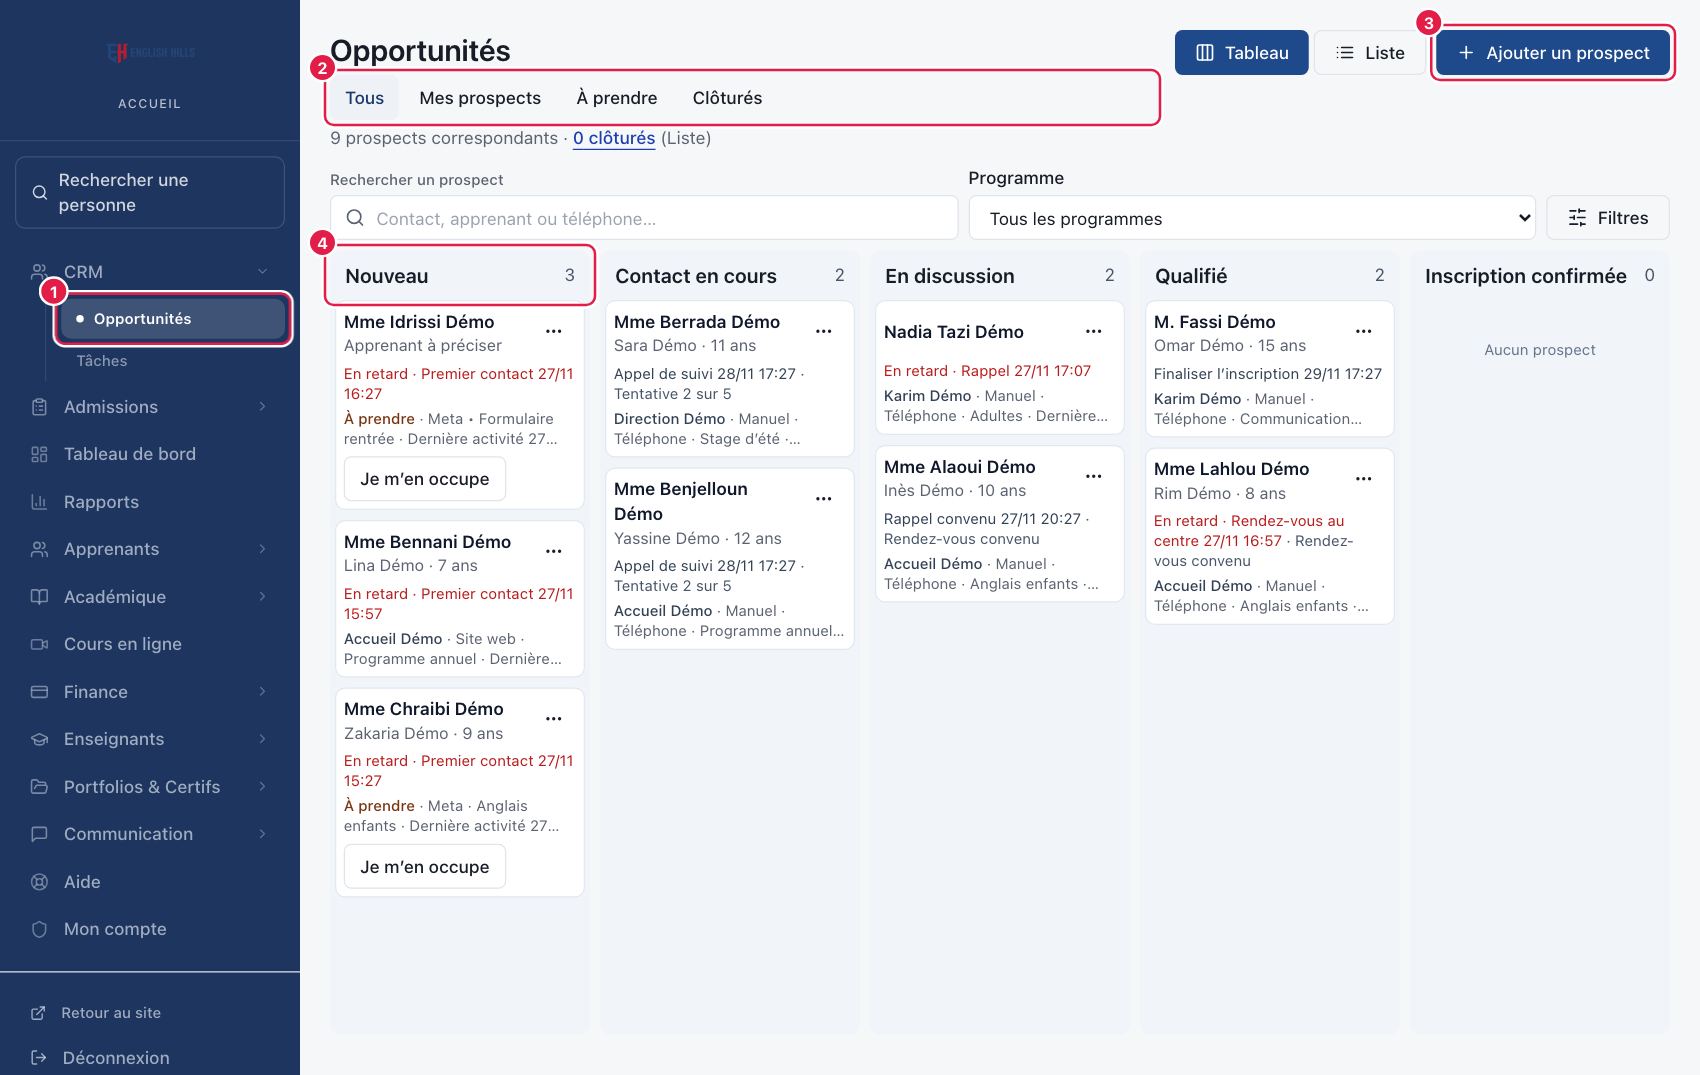 ENGLISH HILLS
ACCUEIL
Rechercher une
personne
CRM
1
Opportunités
Tâches
Admissions
Tableau de bord
Rapports
Apprenants
Académique
Cours en ligne
Finance
Enseignants
Portfolios & Certifs
Communication
Aide
Mon compte
Retour au site
Déconnexion
Opportunités
Tableau
Liste
3
+ Ajouter un prospect
2
Tous
Mes prospects
À prendre
Clôturés
9 prospects correspondants · 0 clôturés (Liste)
Rechercher un prospect
Contact, apprenant ou téléphone...
Programme
Tous les programmes
Filtres
4
Nouveau 3
Mme Idrissi Démo ...
Apprenant à préciser
En retard · Premier contact 27/11
16:27
À prendre · Meta • Formulaire
rentrée · Dernière activité 27...
Je m’en occupe
Mme Bennani Démo ...
Lina Démo · 7 ans
En retard · Premier contact 27/11
15:57
Accueil Démo · Site web ·
Programme annuel · Dernière...
Mme Chraibi Démo ...
Zakaria Démo · 9 ans
En retard · Premier contact 27/11
15:27
À prendre · Meta · Anglais
enfants · Dernière activité 27...
Je m’en occupe
Contact en cours 2
Mme Berrada Démo ...
Sara Démo · 11 ans
Appel de suivi 28/11 17:27 ·
Tentative 2 sur 5
Direction Démo · Manuel ·
Téléphone · Stage d’été ·...
Mme Benjelloun
Démo ...
Yassine Démo · 12 ans
Appel de suivi 28/11 17:27 ·
Tentative 2 sur 5
Accueil Démo · Manuel ·
Téléphone · Programme annuel...
En discussion 2
Nadia Tazi Démo ...
En retard · Rappel 27/11 17:07
Karim Démo · Manuel ·
Téléphone · Adultes · Dernière...
Mme Alaoui Démo ...
Inès Démo · 10 ans
Rappel convenu 27/11 20:27 ·
Rendez-vous convenu
Accueil Démo · Manuel ·
Téléphone · Anglais enfants ·...
Qualifié 2
M. Fassi Démo ...
Omar Démo · 15 ans
Finaliser l’inscription 29/11 17:27
Karim Démo · Manuel ·
Téléphone · Communication...
Mme Lahlou Démo ...
Rim Démo · 8 ans
En retard · Rendez-vous au
centre 27/11 16:57 · Rendez-
vous convenu
Accueil Démo · Manuel ·
Téléphone · Anglais enfants ·...
Inscription confirmée 0
Aucun prospect